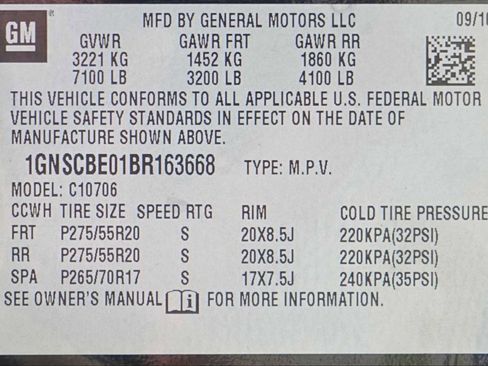 GM MFD BY GENERAL MOTORS LLC 09/10
GVWR GAWR FRT GAWR RR
3221 KG 1452 KG 1860 KG
7100 LB 3200 LB 4100 LB
THIS VEHICLE CONFORMS TO ALL APPLICABLE U.S. FEDERAL MOTOR
VEHICLE SAFETY STANDARDS IN EFFECT ON THE DATE OF
MANUFACTURE SHOWN ABOVE.
1GNSCBE01BR163668 TYPE: M.P.V.
MODEL: C10706
CCWH TIRE SIZE SPEED RTG RIM COLD TIRE PRESSURE
FRT P275/55R20 S 20X8.5J 220KPA(32PSI)
RR P275/55R20 S 20X8.5J 220KPA(32PSI)
SPA P265/70R17 S 17X7.5J 240KPA(35PSI)
SEE OWNER'S MANUAL i FOR MORE INFORMATION.